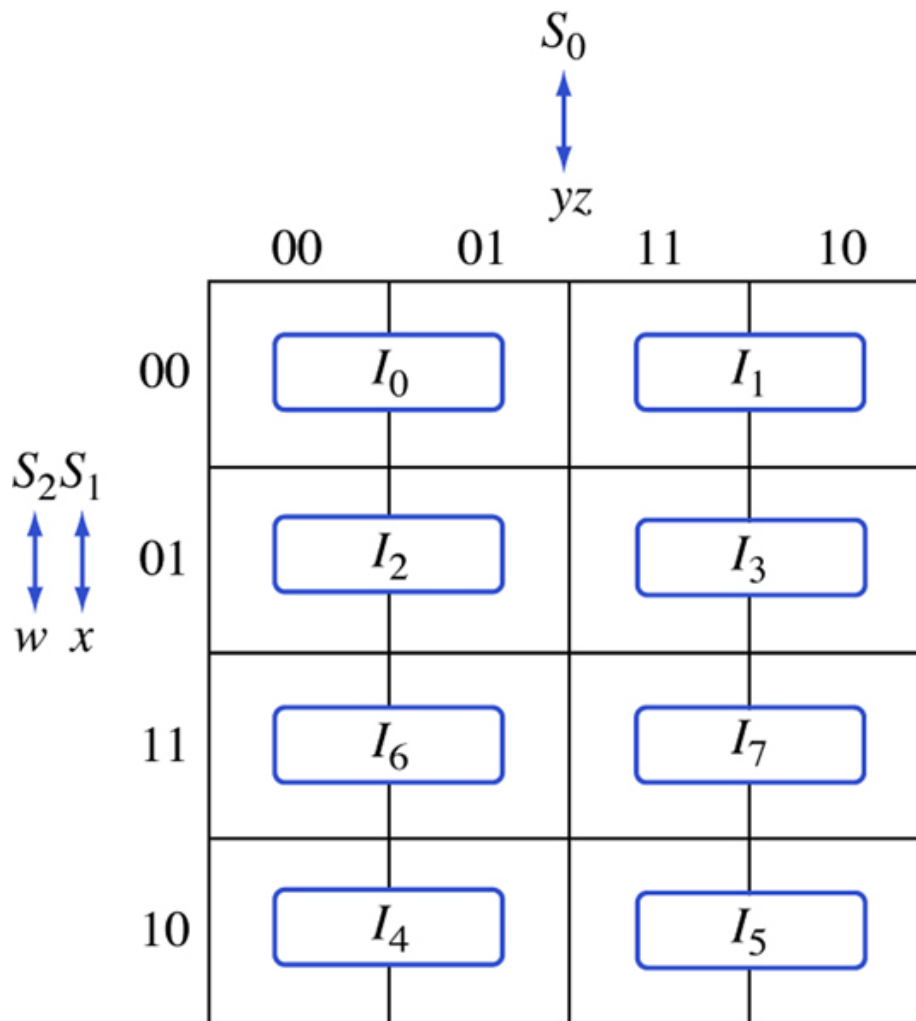 S₀
yz
00 01 11 10
00 I₀ I₁
S₂S₁
01 I₂ I₃
w x
11 I₆ I₇
10 I₄ I₅